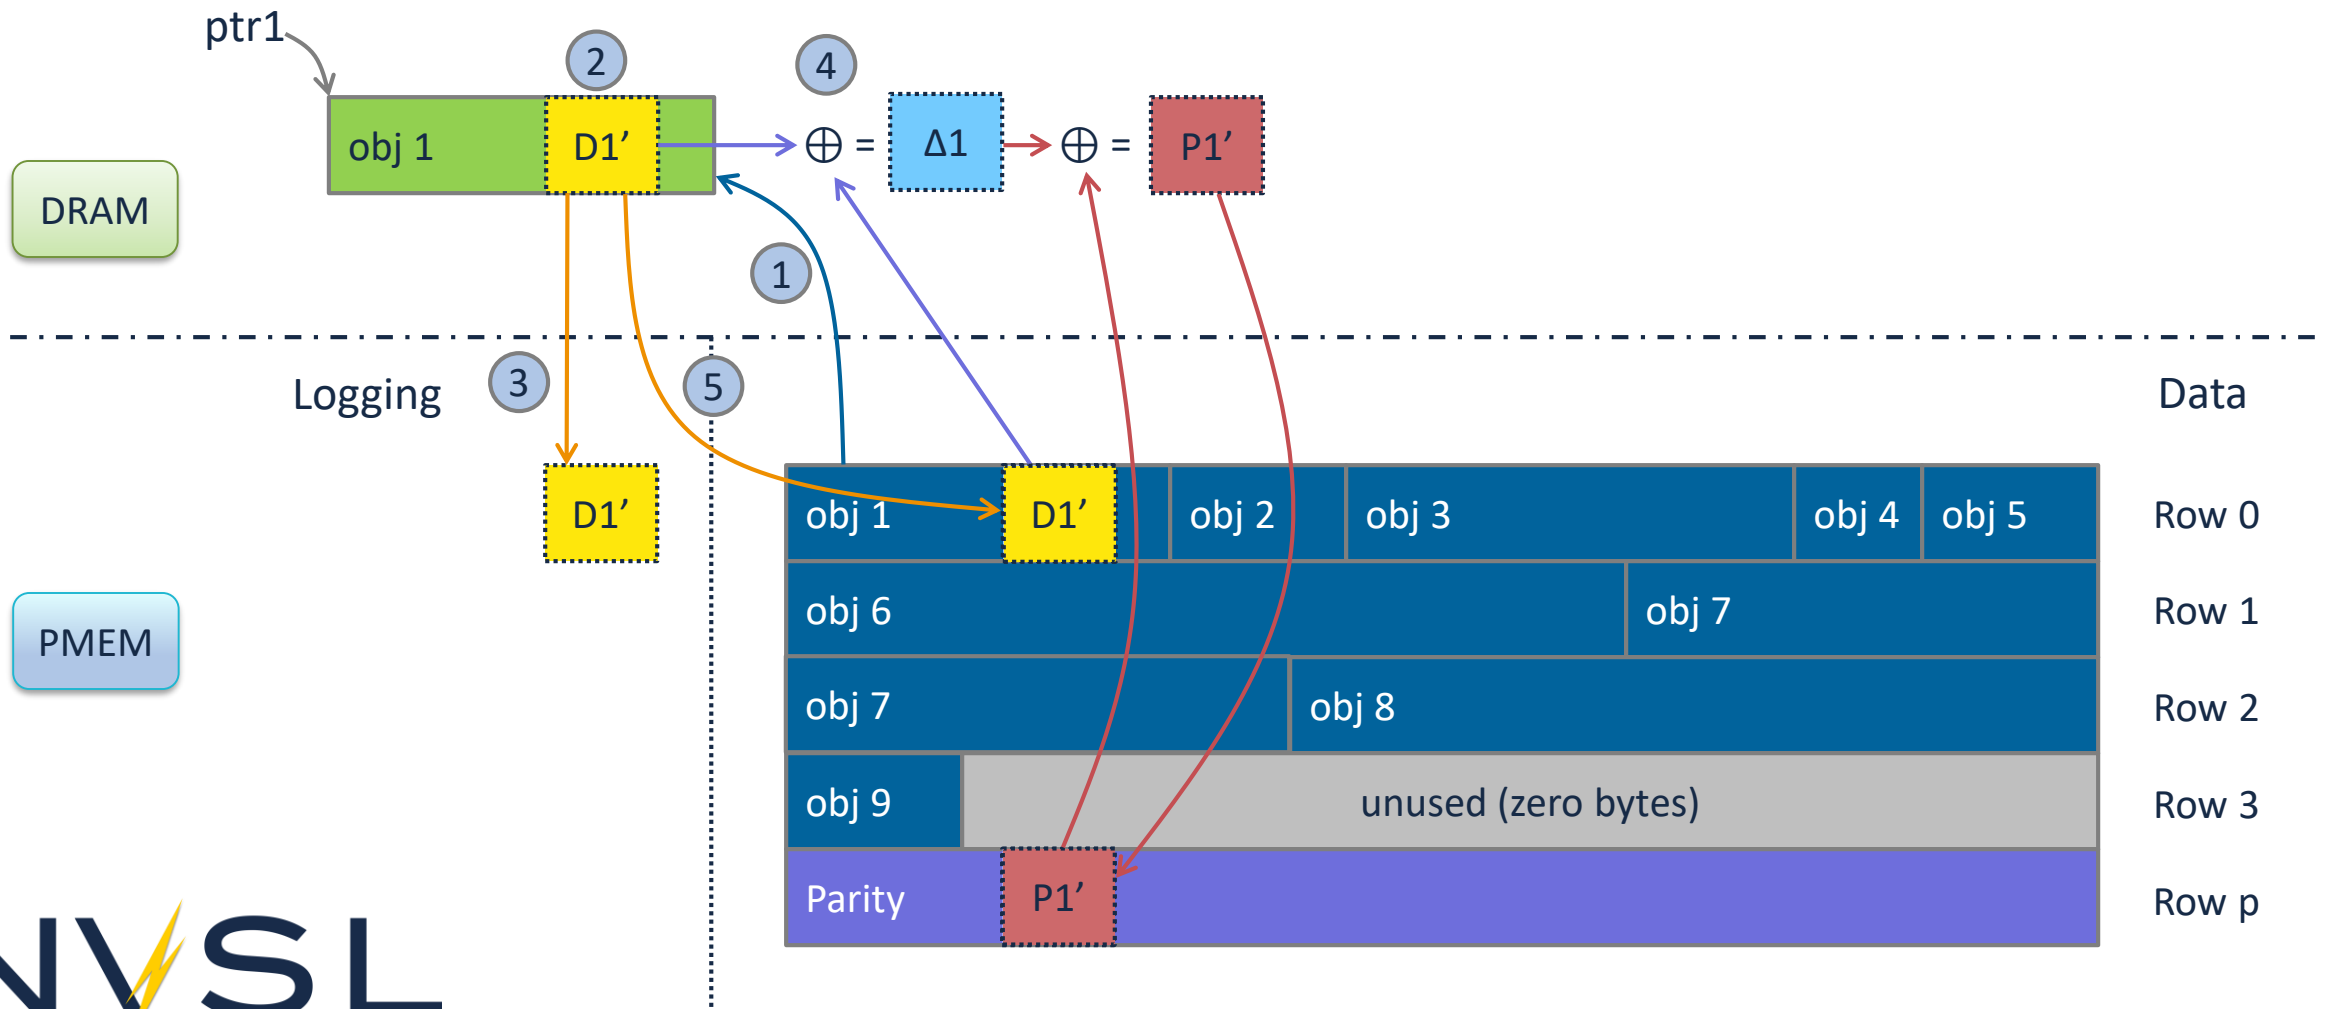 ptr1
2
4
obj 1
D1’
⊕ =
Δ1
⊕ =
P1’
DRAM
1
Logging
3
5
Data
D1’
obj 1
D1’
obj 2
obj 3
obj 4
obj 5
Row 0
obj 6
obj 7
Row 1
PMEM
obj 7
obj 8
Row 2
obj 9
unused (zero bytes)
Row 3
Parity
P1’
Row p
NVSL